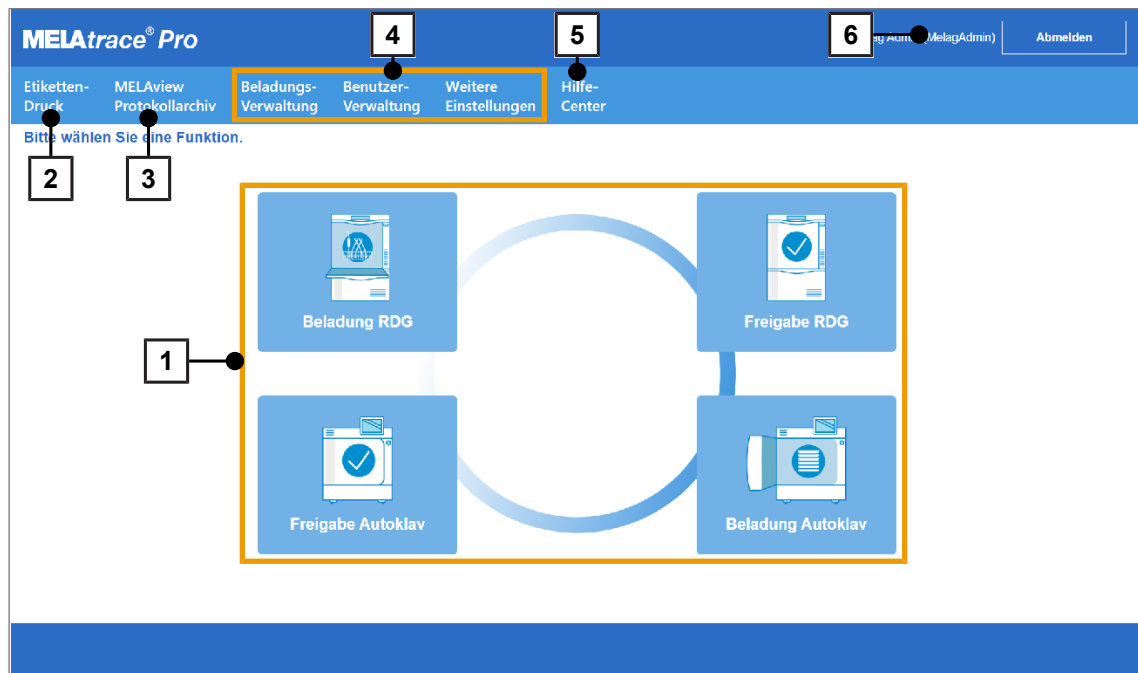 MELAtrace® Pro
4
5
6
(MelagAdmin)
Abmelden
Etiketten-
Druck
MELAview
Protokollarchiv
Beladungs-
Verwaltung
Benutzer-
Verwaltung
Weitere
Einstellungen
Hilfe-
Center
Bitte wählen Sie eine Funktion.
2
3
Beladung RDG
Freigabe RDG
1
Freigabe Autoklav
Beladung Autoklav